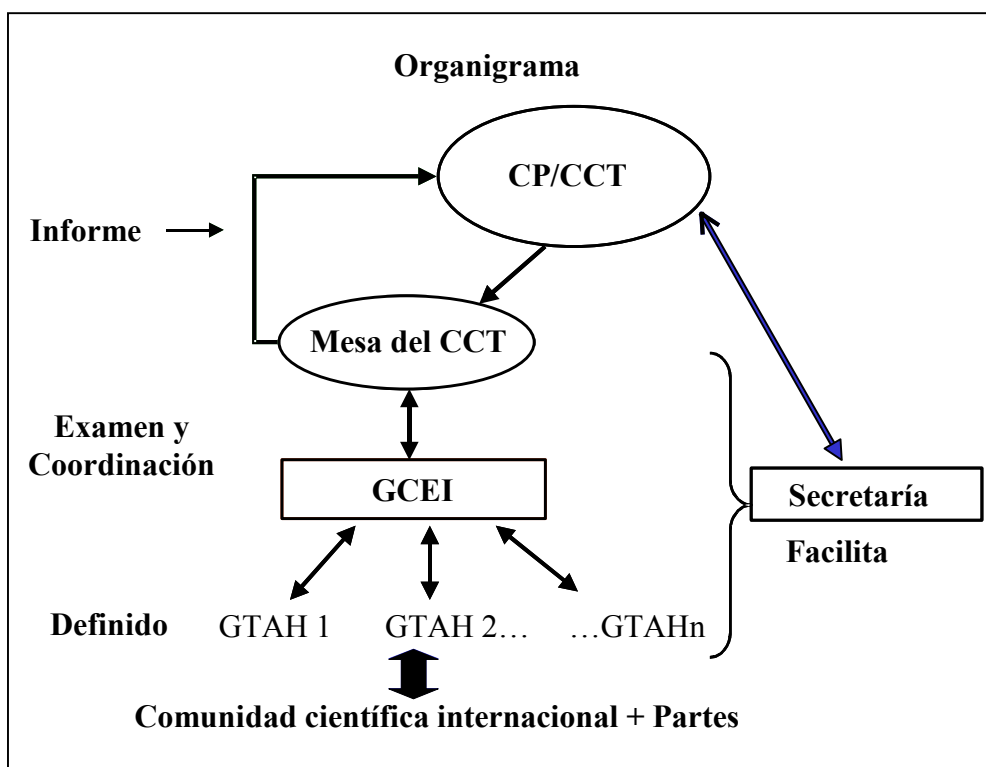 Organigrama
CP/CCT
Informe
Mesa del CCT
Examen y
Coordinación
GCEI
Secretaría
Facilita
Definido GTAH 1 GTAH 2… …GTAHn
Comunidad científica internacional + Partes